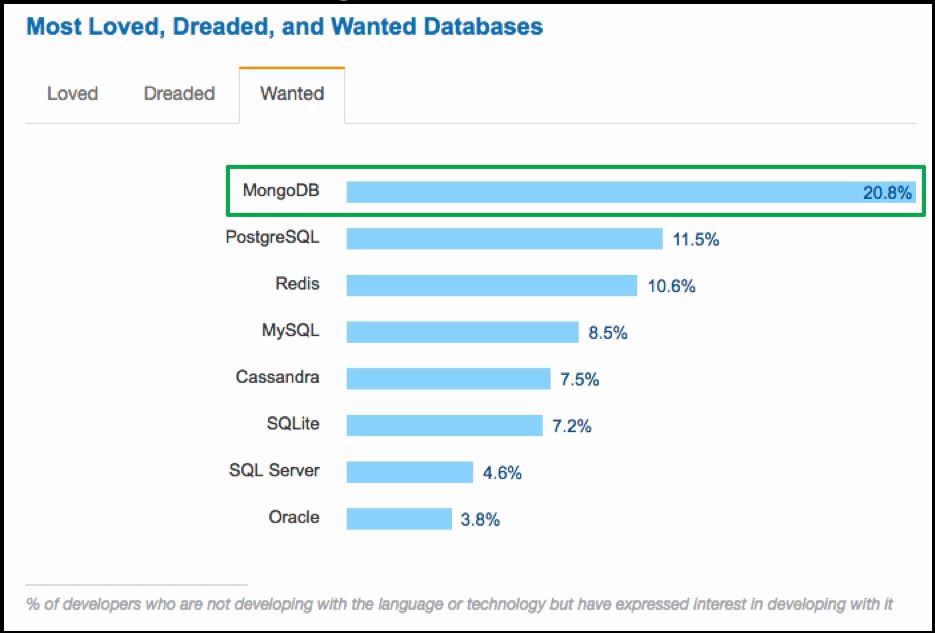 Most Loved, Dreaded, and Wanted Databases
Loved Dreaded Wanted
MongoDB 20.8%
PostgreSQL 11.5%
Redis 10.6%
MySQL 8.5%
Cassandra 7.5%
SQLite 7.2%
SQL Server 4.6%
Oracle 3.8%
% of developers who are not developing with the language or technology but have expressed interest in developing with it